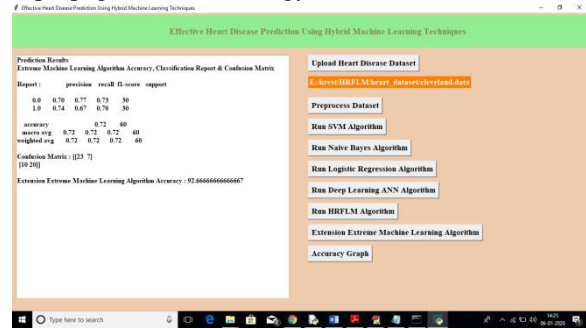 Effective Heart Disease Prediction Using Hybrid Machine Learning Techniques
Effective Heart Disease Prediction Using Hybrid Machine Learning Techniques
Prediction Results
Extreme Machine Learning Algorithm Accuracy, Classification Report & Confusion Matrix
Report : precision recall f1-score support
0.0 0.70 0.77 0.73 30
1.0 0.74 0.67 0.70 30
accuracy 0.72 60
macro avg 0.72 0.72 0.72 60
weighted avg 0.72 0.72 0.72 60
Confusion Matrix : [[23 7]
[10 20]]
Extension Extreme Machine Learning Algorithm Accuracy : 92.66666666666667
Upload Heart Disease Dataset
E:/krest/HRFLM/heart_dataset/cleveland.data
Preprocess Dataset
Run SVM Algorithm
Run Naive Bayes Algorithm
Run Logistic Regression Algorithm
Run Deep Learning ANN Algorithm
Run HRFLM Algorithm
Extension Extreme Machine Learning Algorithm
Accuracy Graph
Type here to search
14:25
06-01-2020